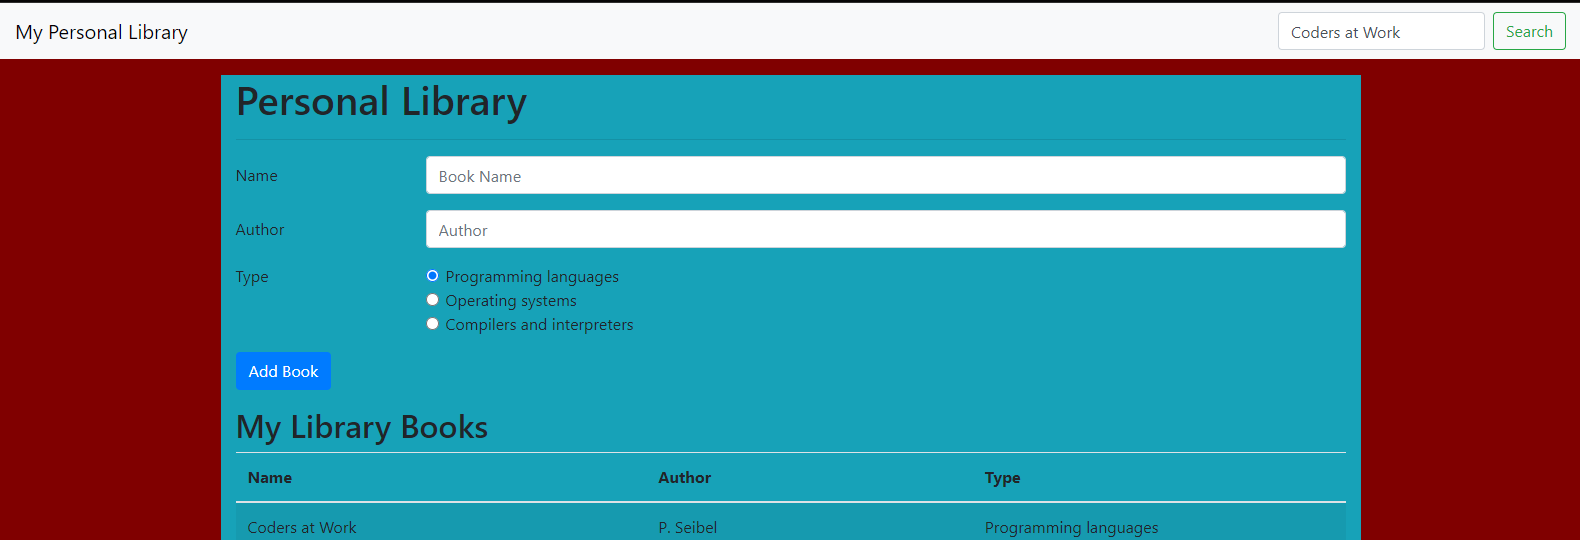 My Personal Library Coders at Work Search
Personal Library
Name Book Name
Author Author
Type Programming languages
Operating systems
Compilers and interpreters
Add Book
My Library Books
Name Author Type
Coders at Work P. Seibel Programming languages